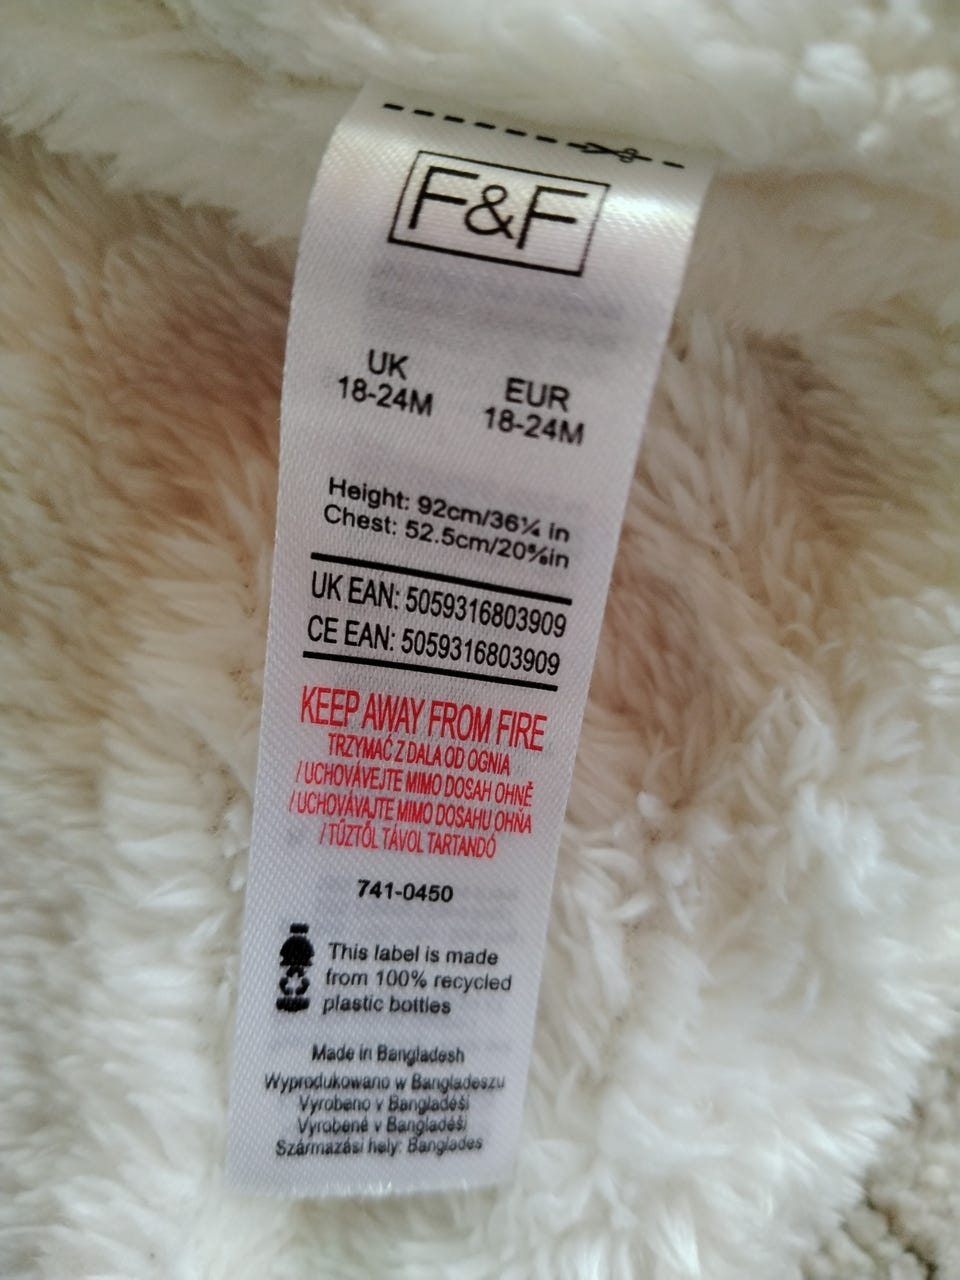 F&F
UK
18-24M
EUR
18-24M
Height: 92cm/36¼ in
Chest: 52.5cm/20⅝in
UK EAN: 5059316803909
CE EAN: 5059316803909
KEEP AWAY FROM FIRE
TRZYMAĆ Z DALA OD OGNIA
/ UCHOVÁVEJTE MIMO DOSAH OHNĚ
/ UCHOVÁVAJTE MIMO DOSAHU OHŇA
/ TŰZTŐL TÁVOL TARTANDÓ
741-0450
This label is made
from 100% recycled
plastic bottles
Made in Bangladesh
Wyprodukowano w Bangladeszu
Vyrobeno v Bangladéši
Vyrobené v Bangladéši
Származási hely: Banglades